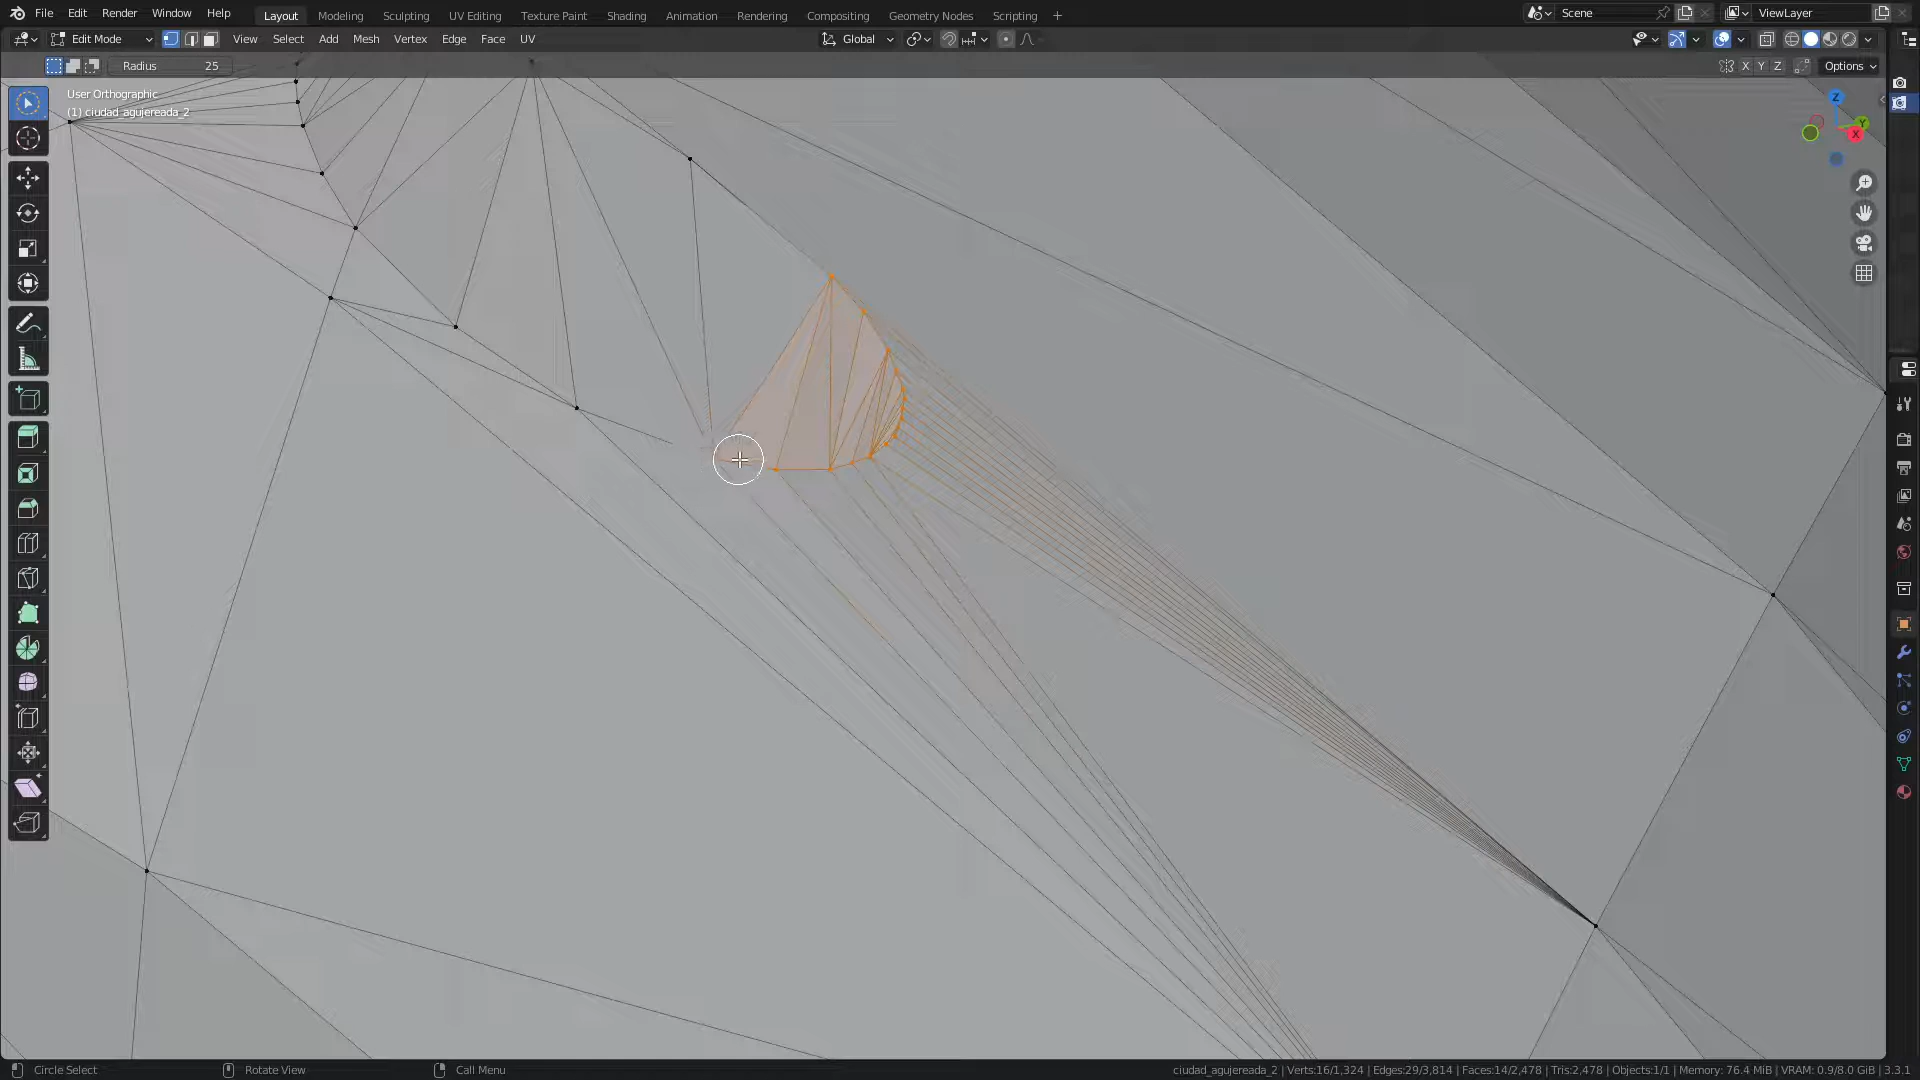 File Edit Render Window Help Layout Modeling Sculpting UV Editing Texture Paint Shading Animation Rendering Compositing Geometry Nodes Scripting + Scene ViewLayer
Edit Mode View Select Add Mesh Vertex Edge Face UV Global
Radius 25 X Y Z Options
User Orthographic
(1) ciudad_agujereada_2
Z
Y
X
Circle Select Rotate View Call Menu ciudad_agujereada_2 | Verts:16/1,324 | Edges:29/3,814 | Faces:14/2,478 | Tris:2,478 | Objects:1/1 | Memory: 76.4 MiB | VRAM: 0.9/8.0 GiB | 3.3.1